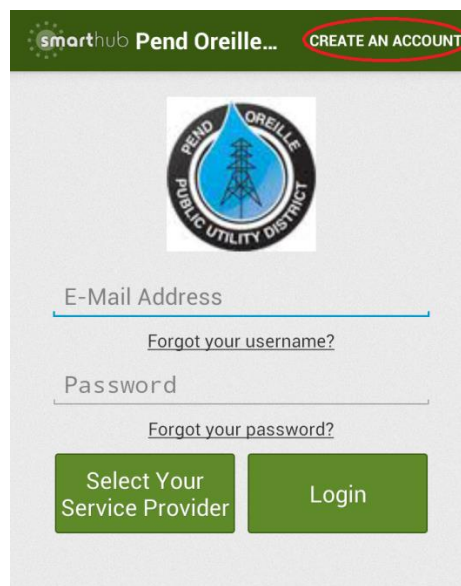 smarthub Pend Oreille... CREATE AN ACCOUNT
PEND OREILLE
PUBLIC UTILITY DISTRICT
E-Mail Address
Forgot your username?
Password
Forgot your password?
Select Your
Service Provider
Login